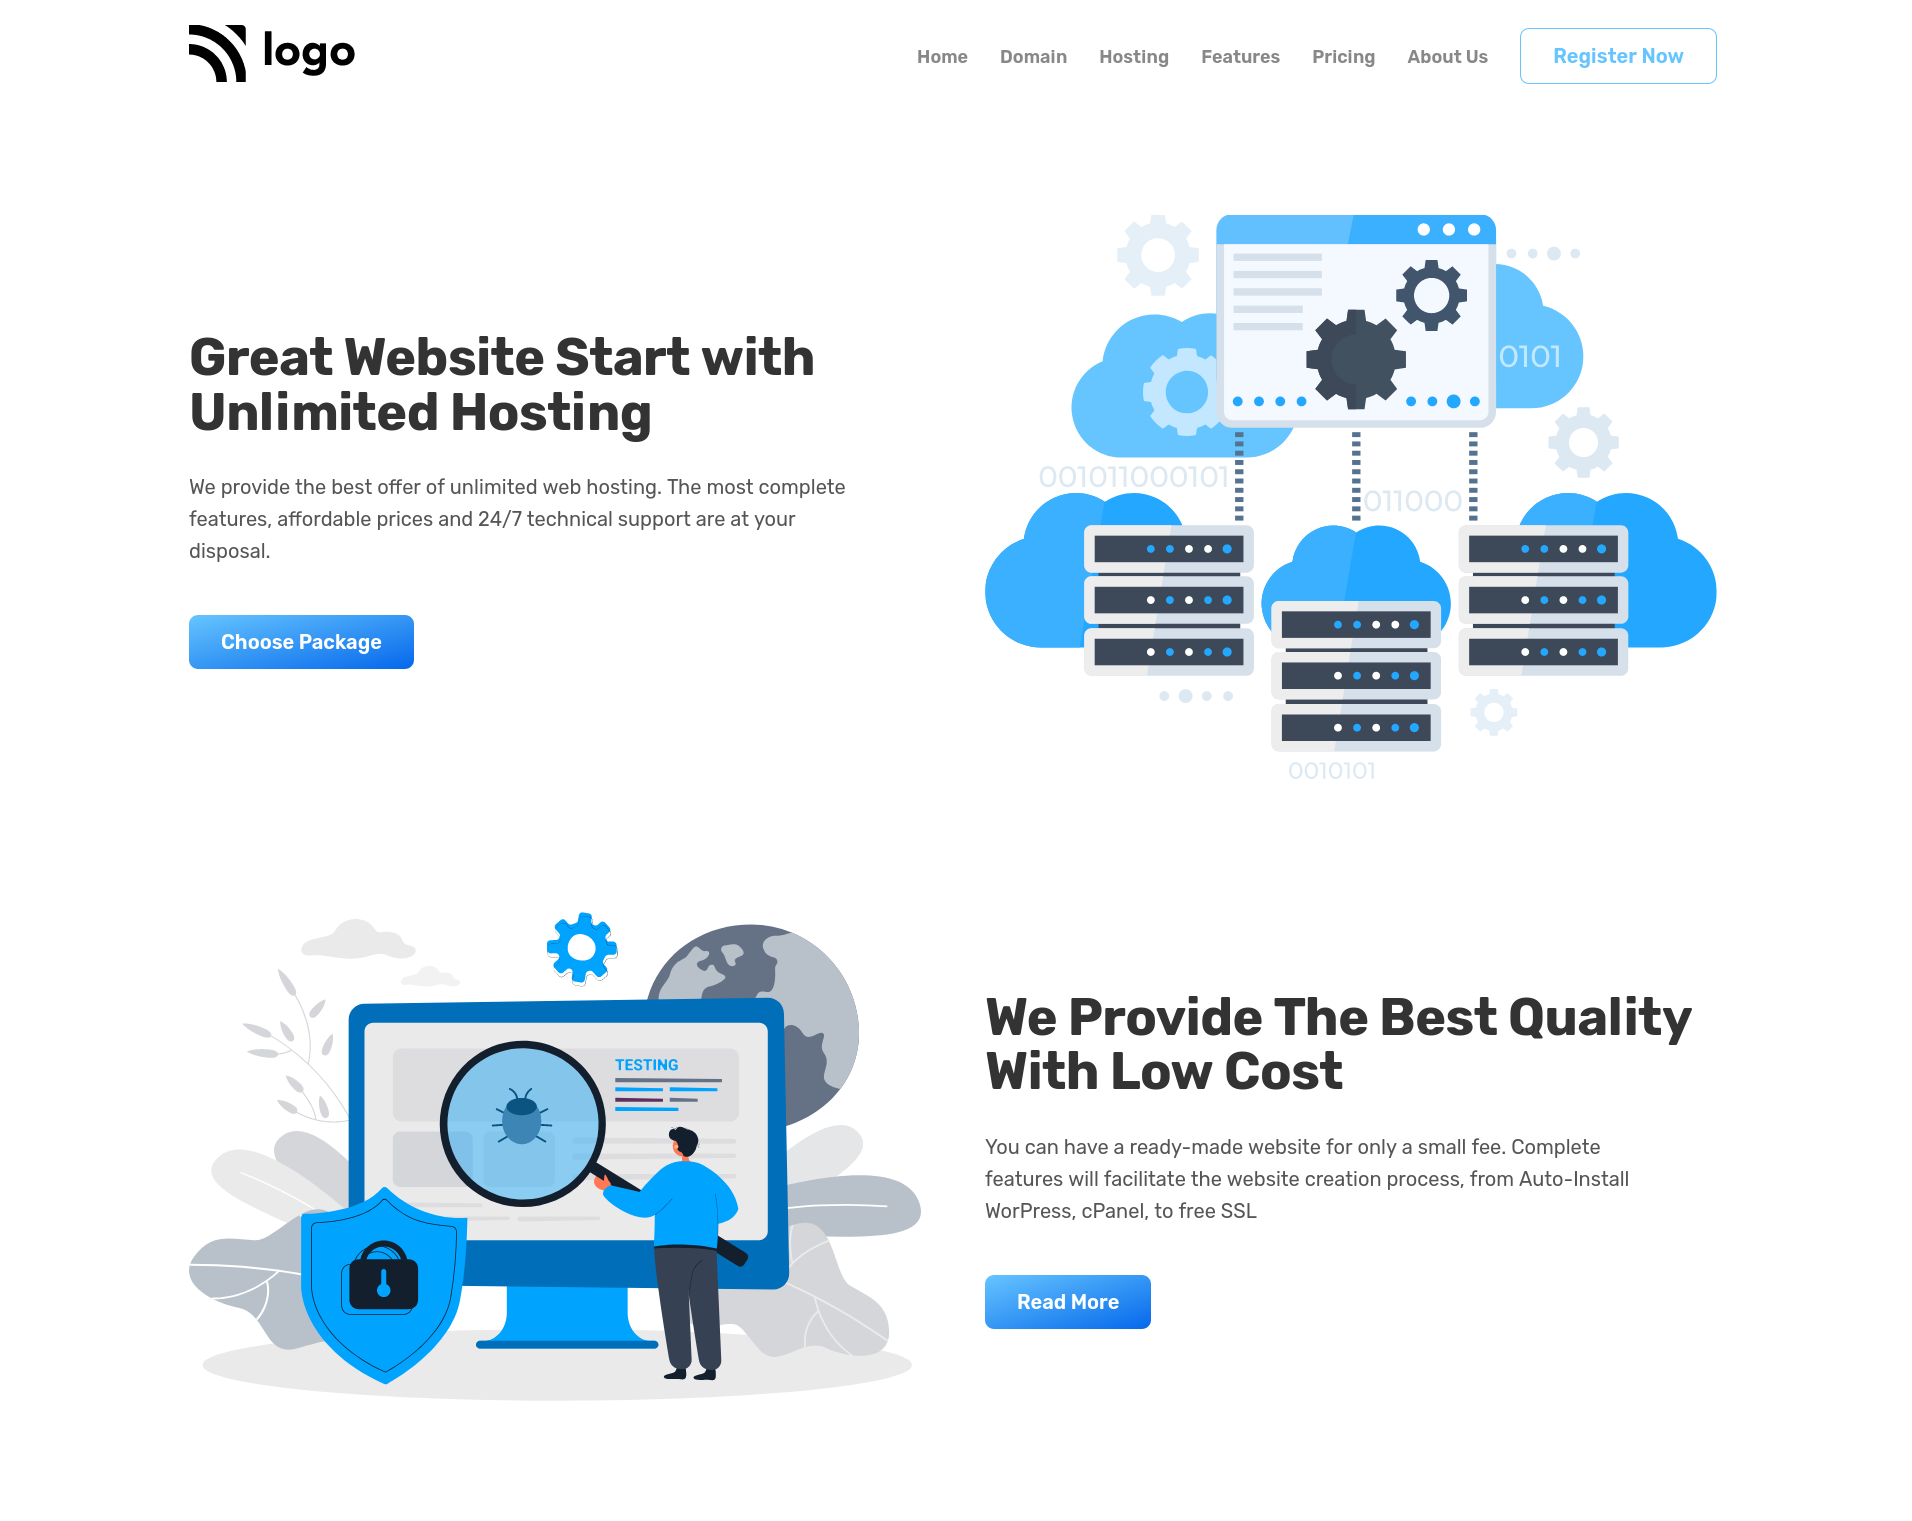 logo
Home
Domain
Hosting
Features
Pricing
About Us
Register Now
Great Website Start with
Unlimited Hosting
We provide the best offer of unlimited web hosting. The most complete
features, affordable prices and 24/7 technical support are at your
disposal.
Choose Package
0101
001011000101
011000
0010101
TESTING
We Provide The Best Quality
With Low Cost
You can have a ready-made website for only a small fee. Complete
features will facilitate the website creation process, from Auto-Install
WorPress, cPanel, to free SSL
Read More